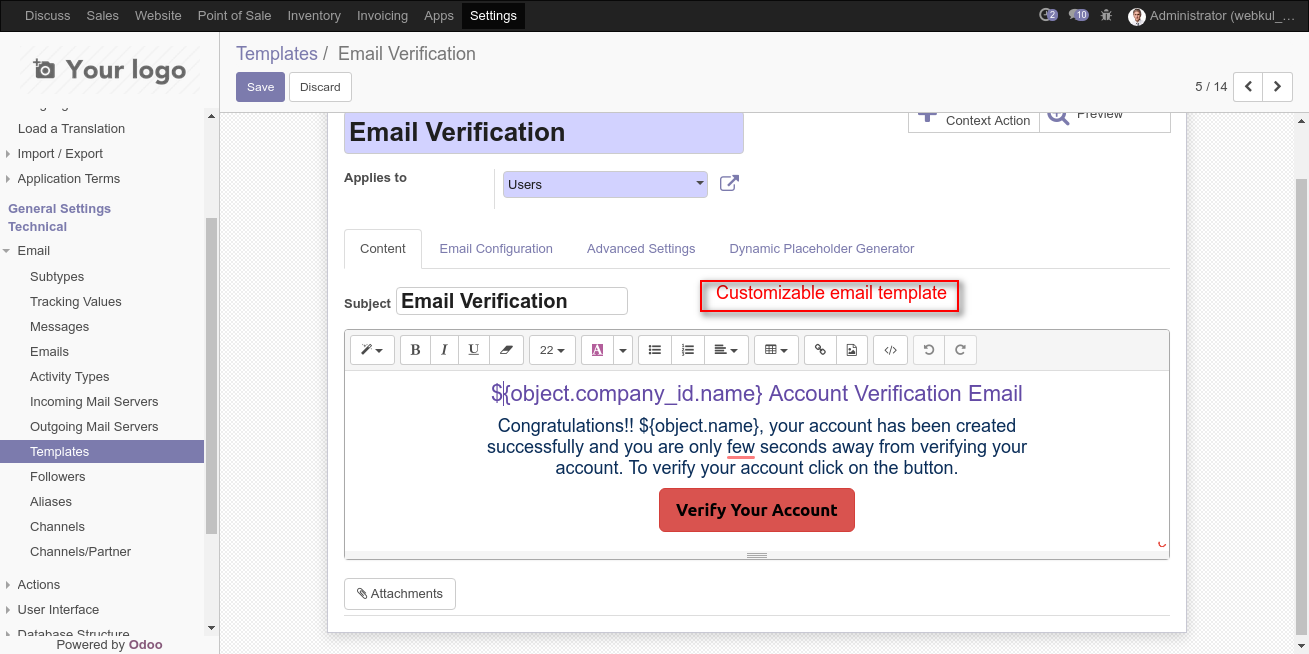 Discuss Sales Website Point of Sale Inventory Invoicing Apps Settings 2 10 Administrator (webkul_...
Your logo
Templates / Email Verification
Save Discard
5 / 14
Load a Translation
Import / Export
Application Terms
General Settings
Technical
Email
Subtypes
Tracking Values
Messages
Emails
Activity Types
Incoming Mail Servers
Outgoing Mail Servers
Templates
Followers
Aliases
Channels
Channels/Partner
Actions
User Interface
Database Structure
Powered by Odoo
Email Verification
Context Action
Preview
Applies to
Users
Content Email Configuration Advanced Settings Dynamic Placeholder Generator
Subject Email Verification
Customizable email template
B I U 22 A </>
${object.company_id.name} Account Verification Email
Congratulations!! ${object.name}, your account has been created
successfully and you are only few seconds away from verifying your
account. To verify your account click on the button.
Verify Your Account
Attachments